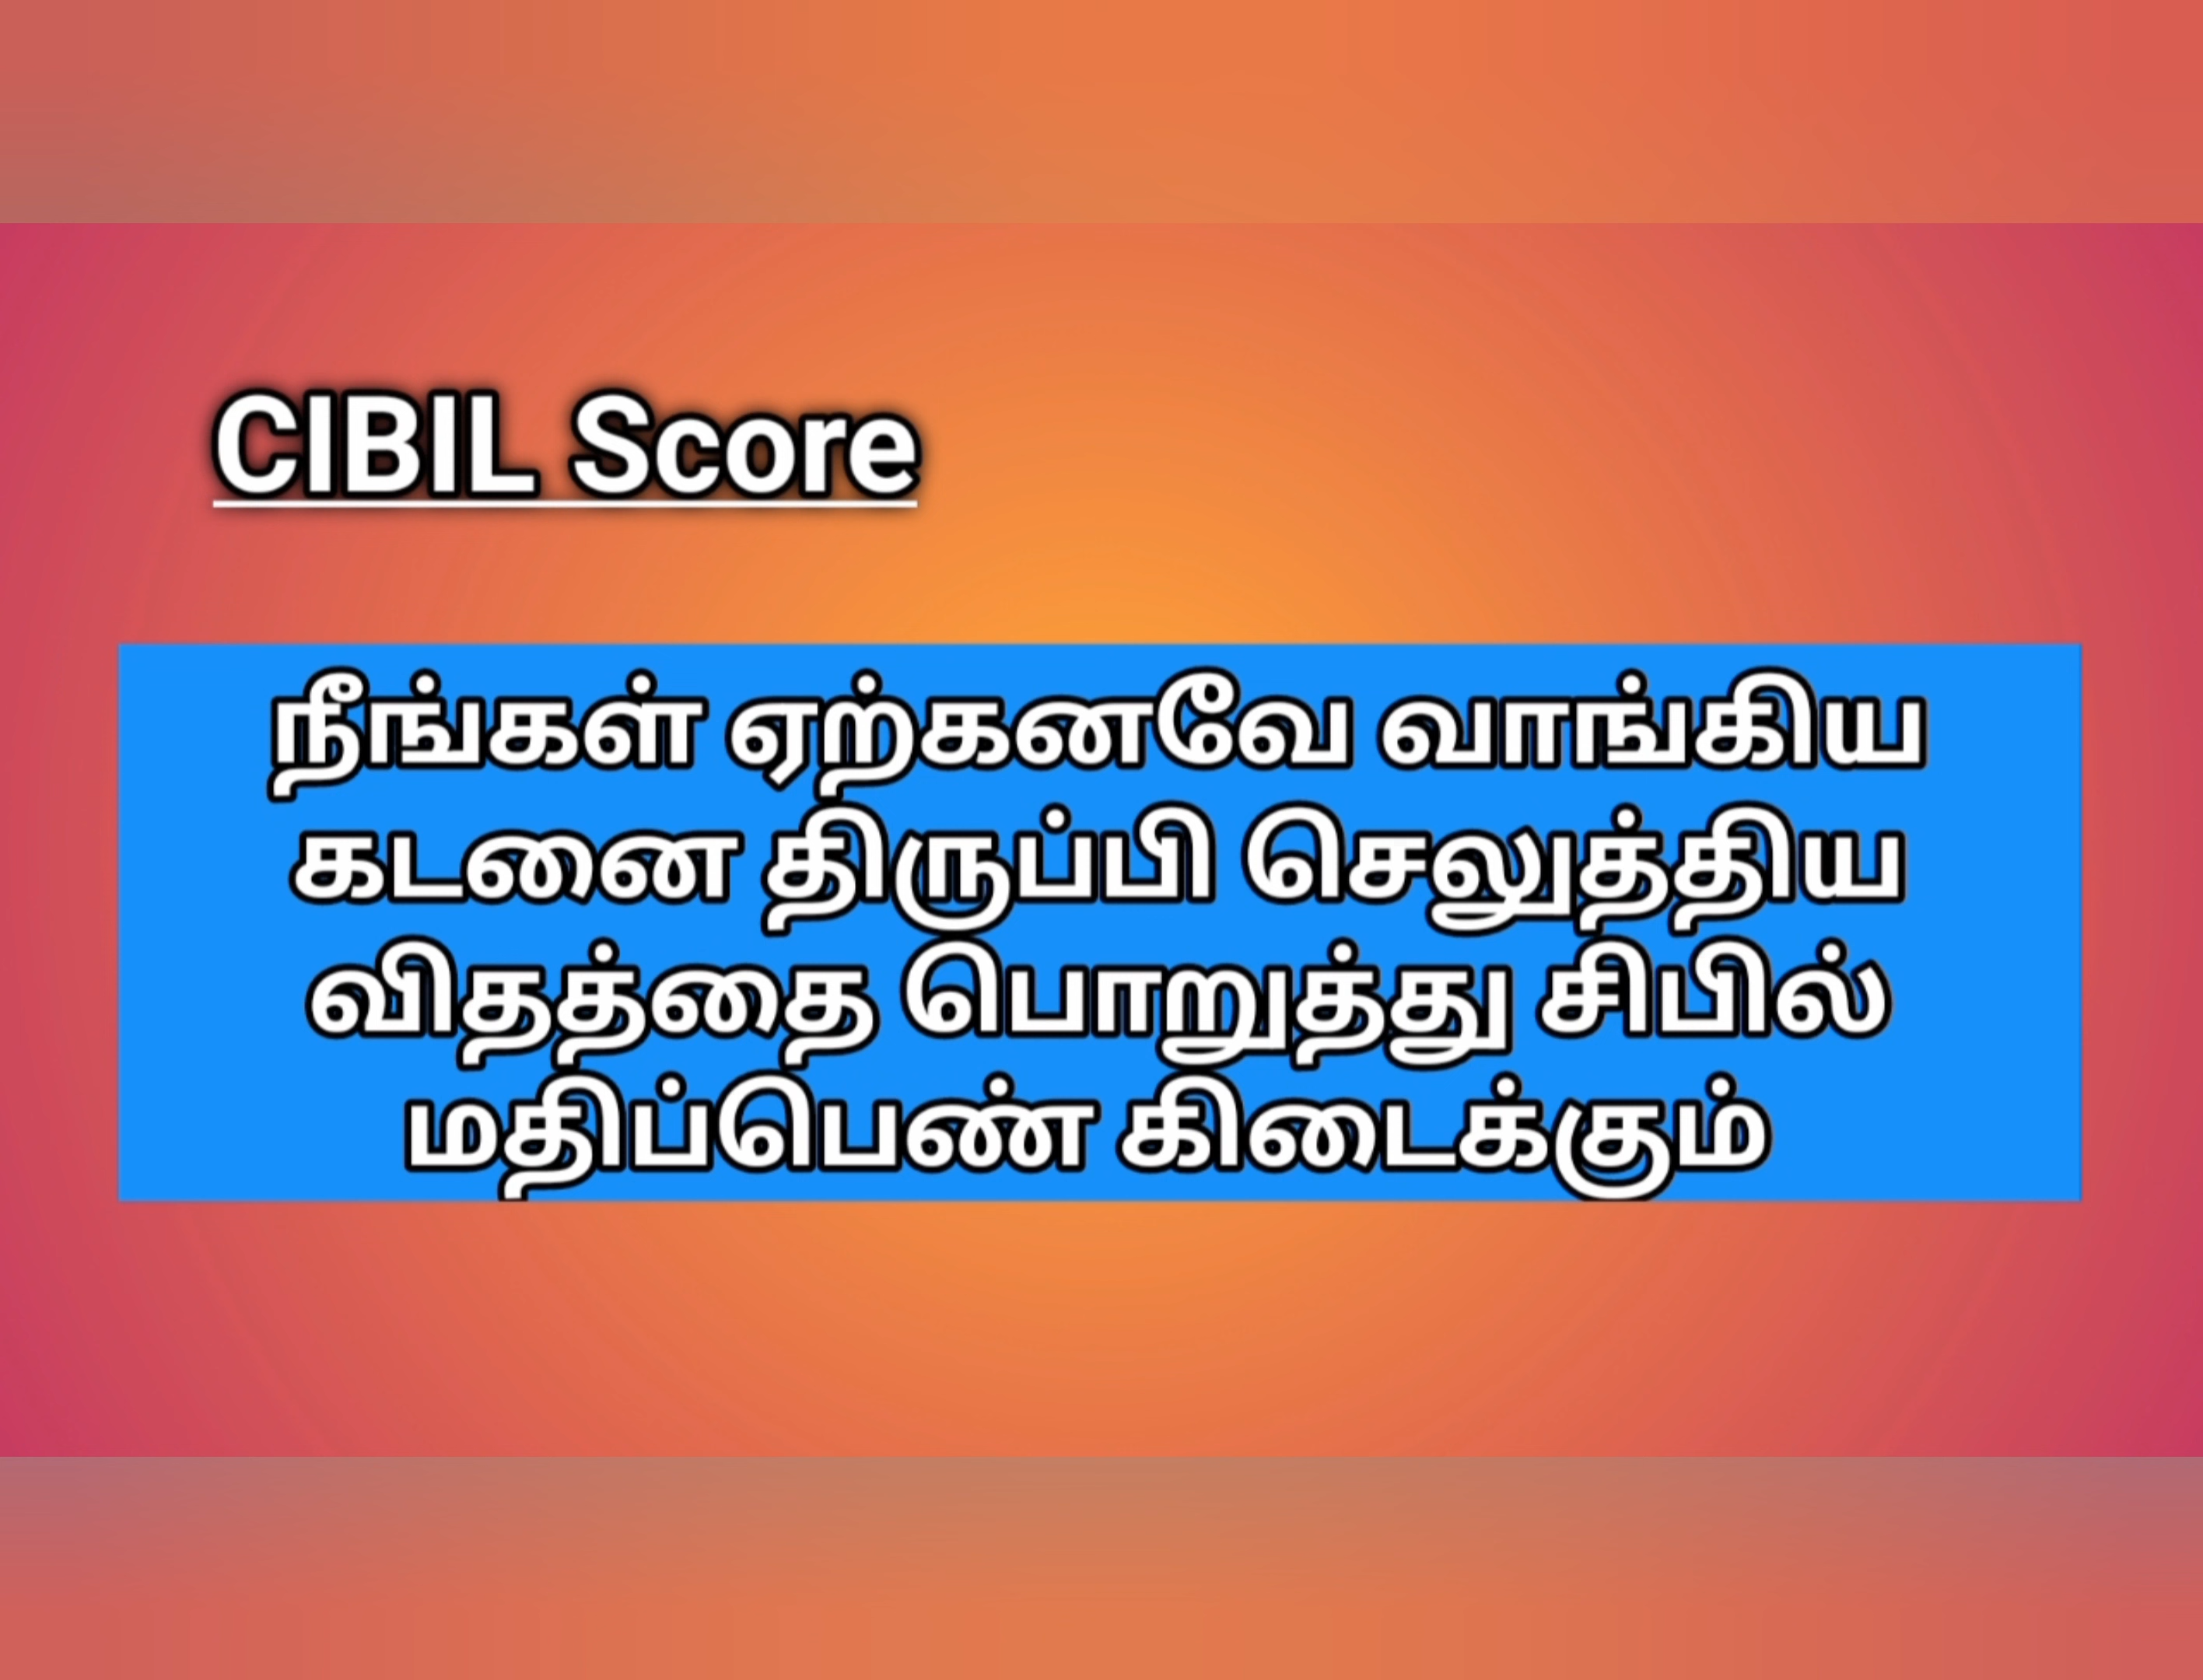 CIBIL Score
நீங்கள் ஏற்கனவே வாங்கிய
கடனை திருப்பி செலுத்திய
விதத்தை பொறுத்து சிபில்
மதிப்பெண் கிடைக்கும்